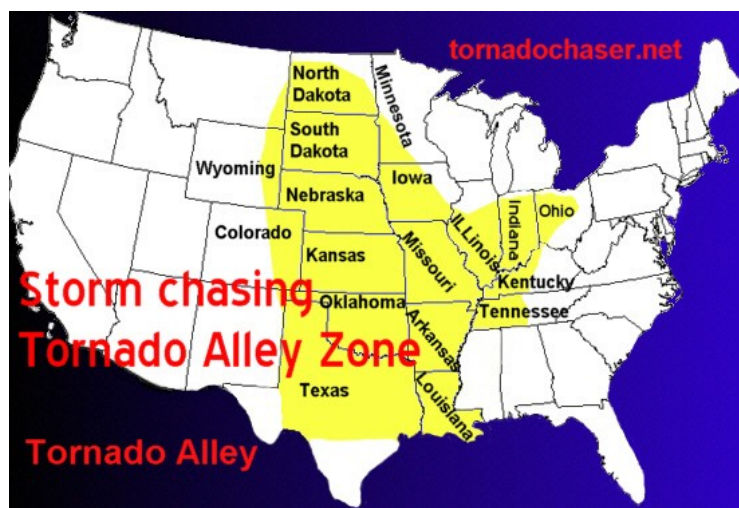 tornadochaser.net
North
Dakota
Minnesota
South
Dakota
Wyoming
Iowa
Nebraska
Colorado
Kansas
Missouri
ILLinois
Indiana
Ohio
Kentucky
Tennessee
Storm chasing
Oklahoma
Arkansas
Tornado Alley Zone
Texas
Louisiana
Tornado Alley